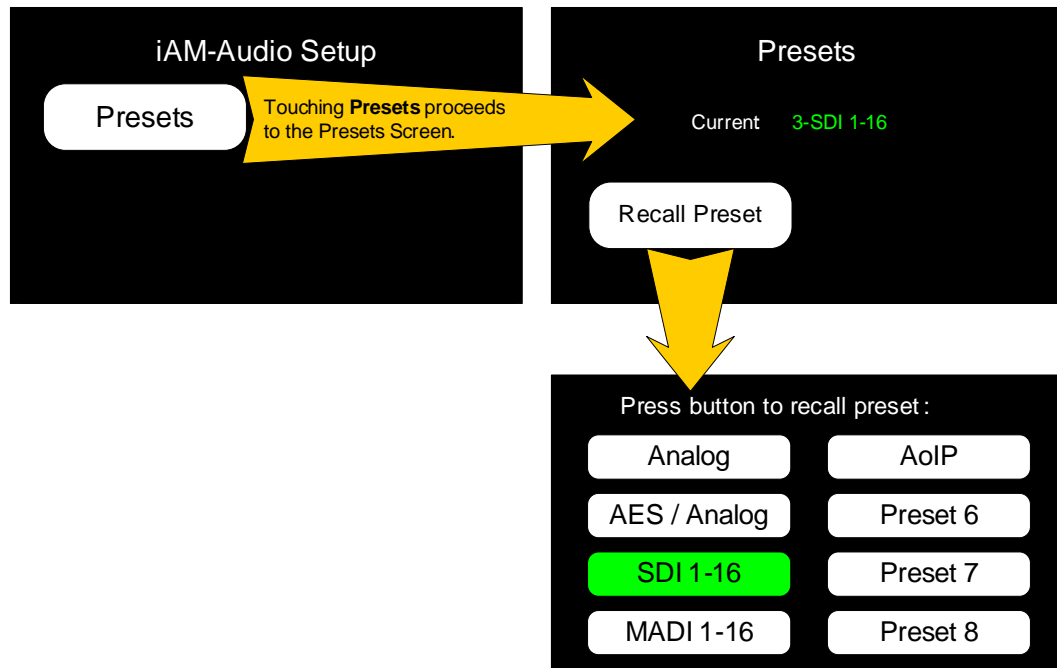 iAM-Audio Setup
Presets
Touching Presets proceeds
to the Presets Screen.
Presets
Current 3-SDI 1-16
Recall Preset
Press button to recall preset :
Analog AoIP
AES / Analog Preset 6
SDI 1-16 Preset 7
MADI 1-16 Preset 8